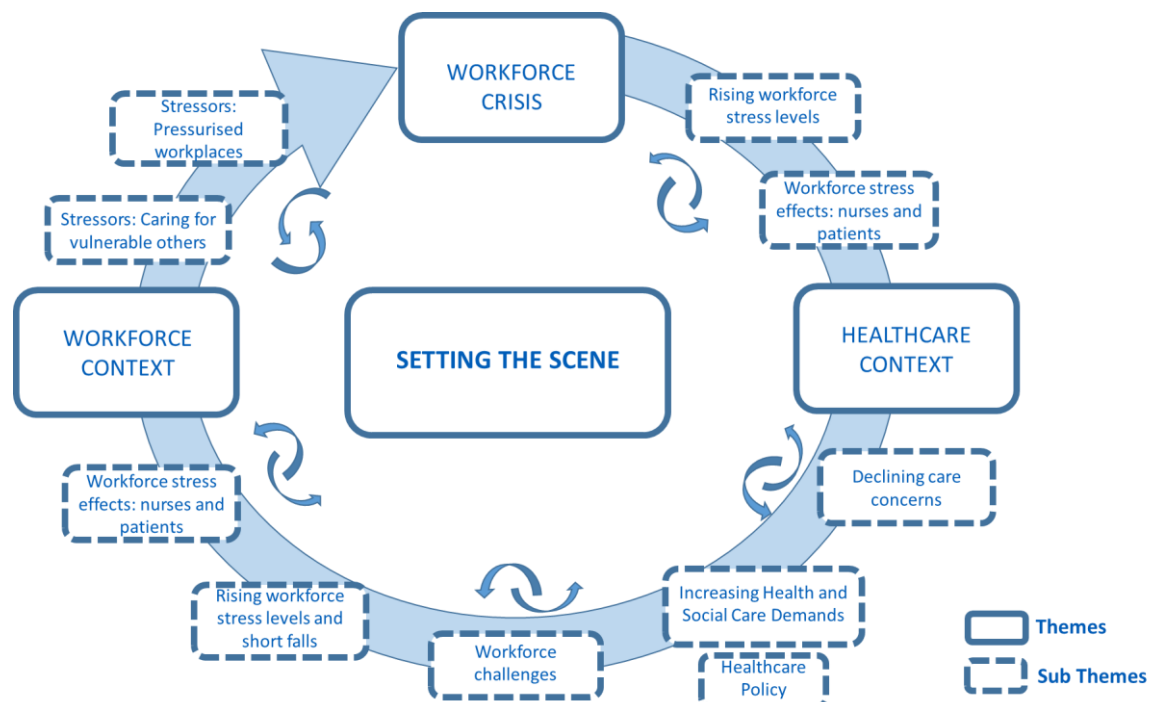 WORKFORCE
CRISIS
Rising workforce
stress levels
Workforce stress
effects: nurses and
patients
HEALTHCARE
CONTEXT
Declining care
concerns
Increasing Health and
Social Care Demands
Healthcare
Policy
Workforce
challenges
Rising workforce
stress levels and
short falls
Workforce stress
effects: nurses and
patients
WORKFORCE
CONTEXT
Stressors: Caring for
vulnerable others
Stressors:
Pressurised
workplaces
SETTING THE SCENE
Themes
Sub Themes